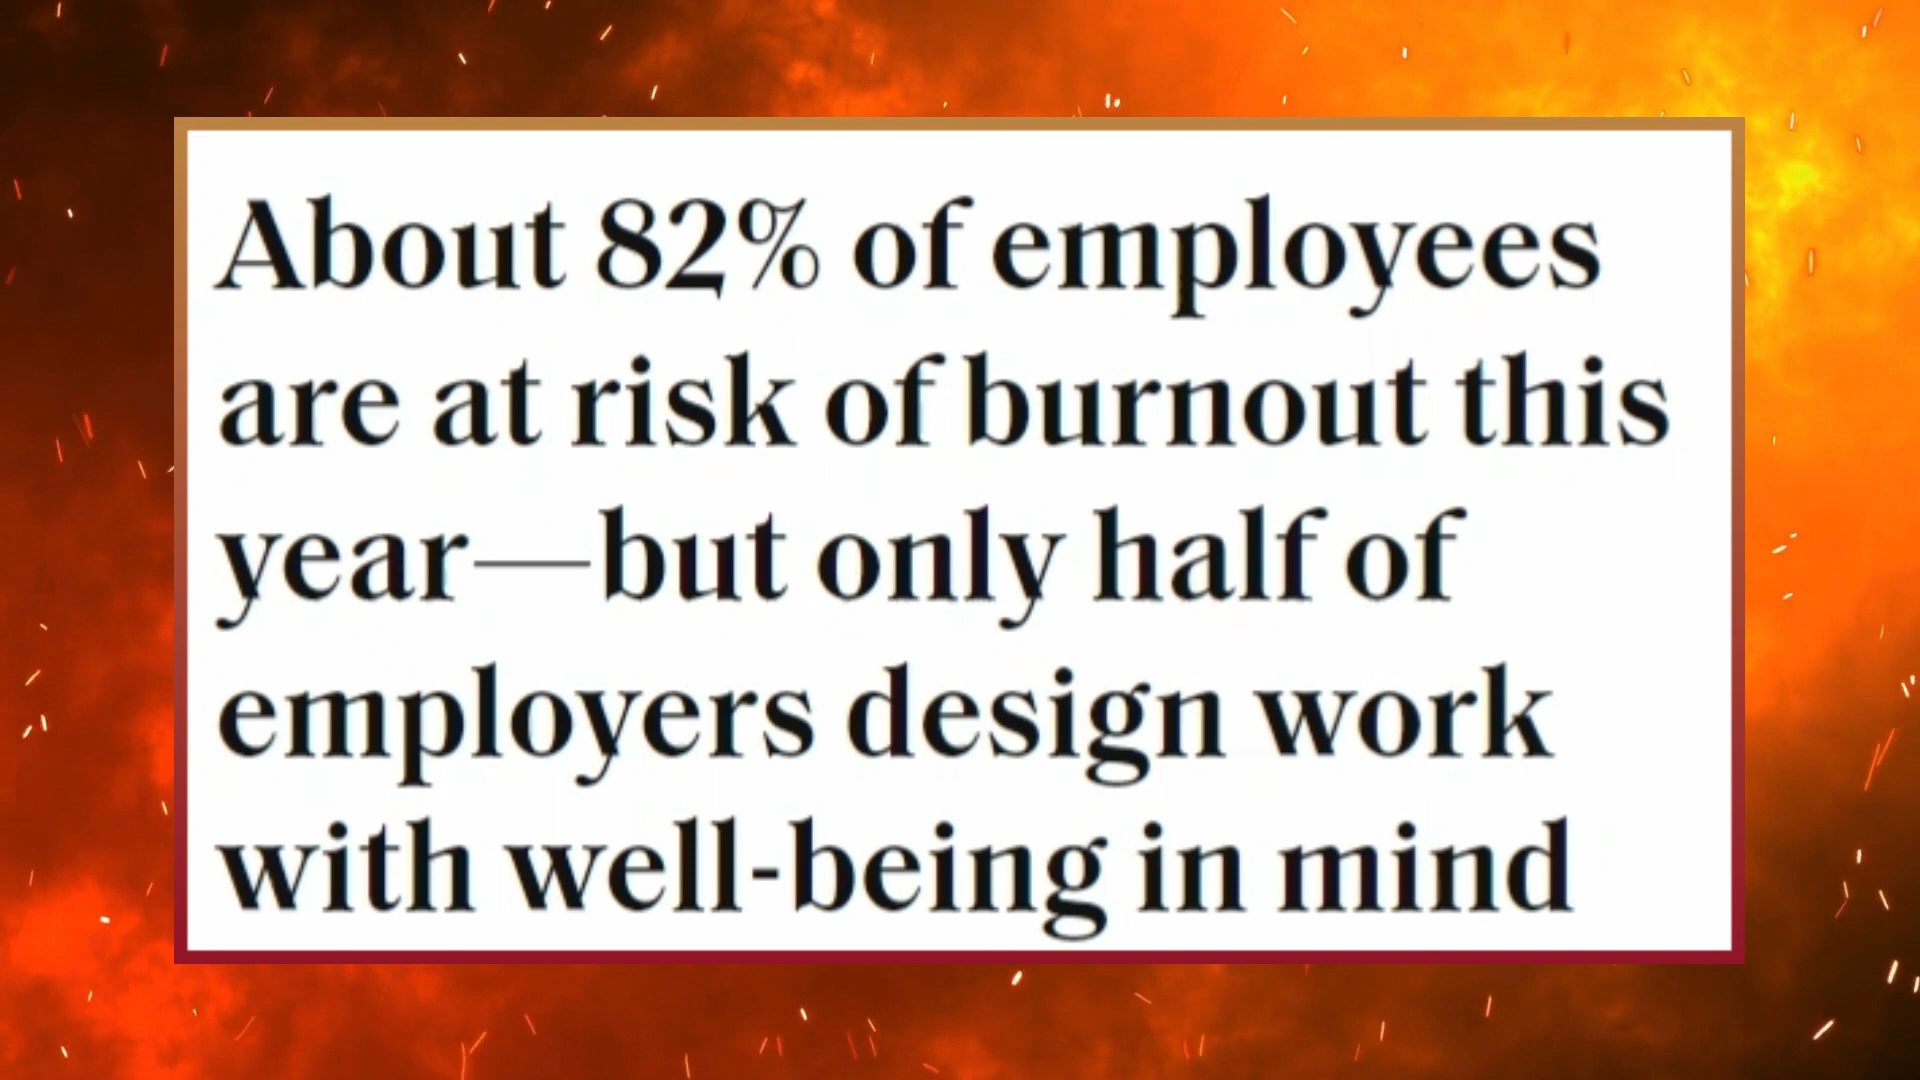 About 82% of employees
are at risk of burnout this
year—but only half of
employers design work
with well-being in mind